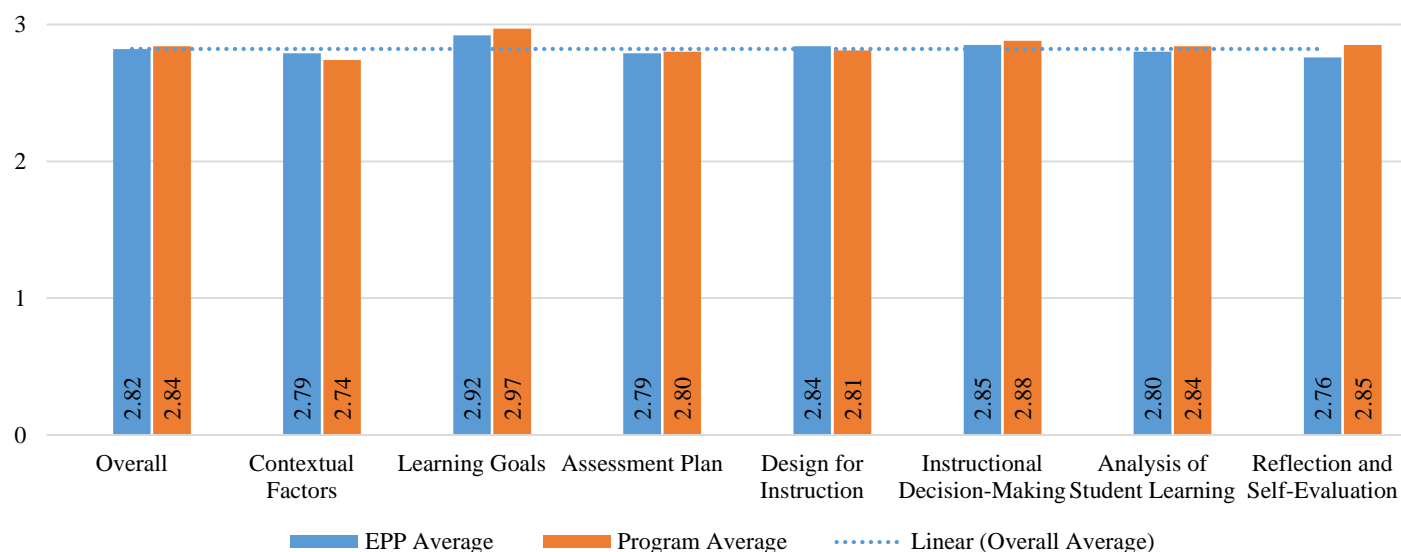 3
2
1
0
2.82
2.84
2.79
2.74
2.92
2.97
2.79
2.80
2.84
2.81
2.85
2.88
2.80
2.84
2.76
2.85
Overall
Contextual
Factors
Learning Goals
Assessment Plan
Design for
Instruction
Instructional
Decision-Making
Analysis of
Student Learning
Reflection and
Self-Evaluation
EPP Average
Program Average
Linear (Overall Average)